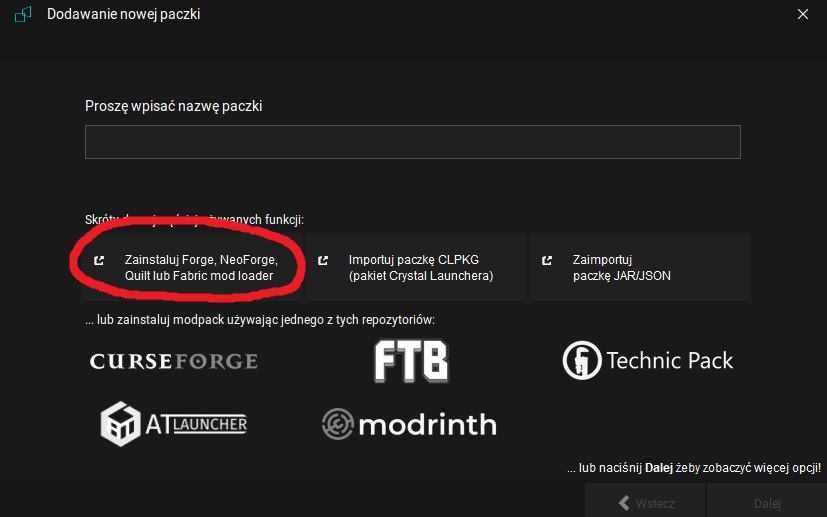 Dodawanie nowej paczki
Proszę wpisać nazwę paczki
Skróty używanych funkcji:
Zainstaluj Forge, NeoForge,
Quilt lub Fabric mod loader
Importuj paczkę CLPKG
(pakiet Crystal Launchera)
Zaimportuj
paczkę JAR/JSON
... lub zainstaluj modpack używając jednego z tych repozytoriów:
CURSEFORGE
FTB
Technic Pack
ATLAUNCHER
modrinth
... lub naciśnij Dalej żeby zobaczyć więcej opcji!
Wstecz
Dalej